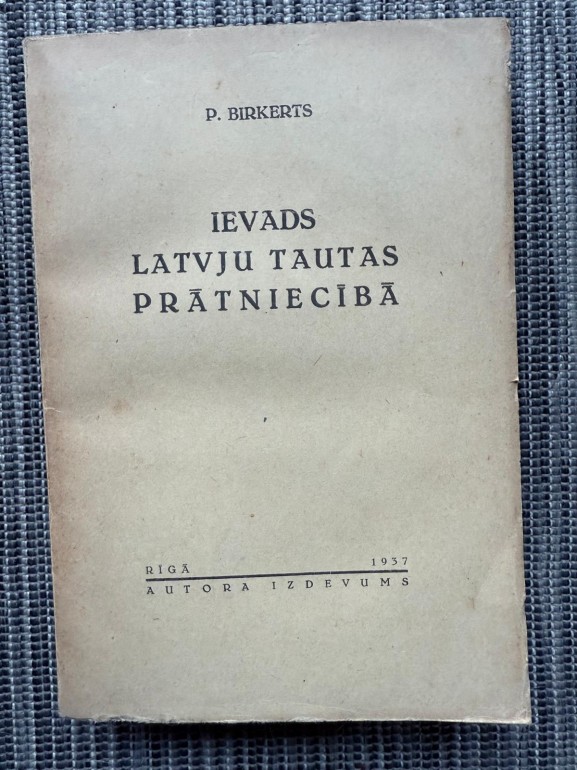 P. BIRKERTS
IEVADS
LATVJU TAUTAS
PRĀTNIECĪBĀ
RĪGĀ 1937
AUTORA IZDEVUMS